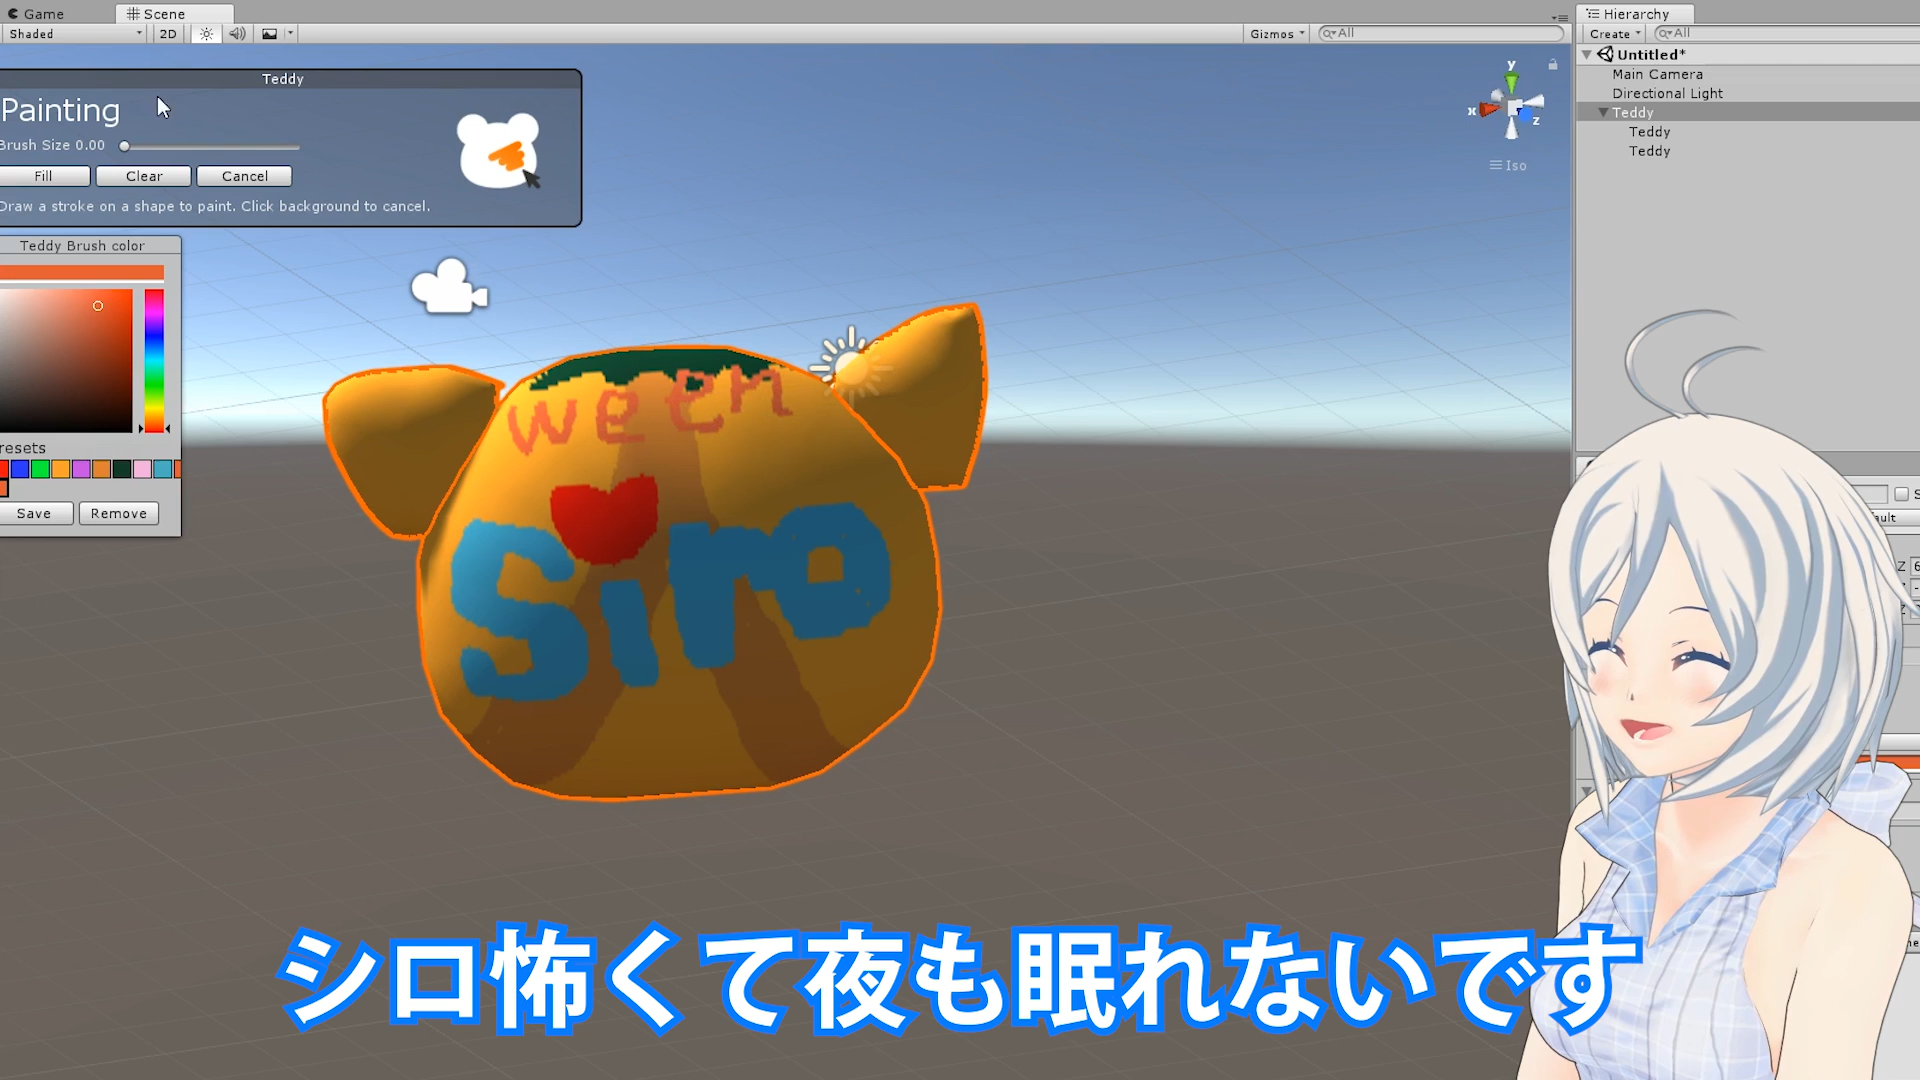 Game
Scene
Hierarchy
Shaded
2D
Gizmos
All
Create
All
Untitled*
Main Camera
Directional Light
Teddy
Teddy
Teddy
Teddy
Painting
Brush Size 0.00
Fill
Clear
Cancel
Draw a stroke on a shape to paint. Click background to cancel.
y
x
z
Iso
Teddy Brush color
resets
Save
Remove
ween
Siro
ault
Z 6
シロ怖くて夜も眠れないです